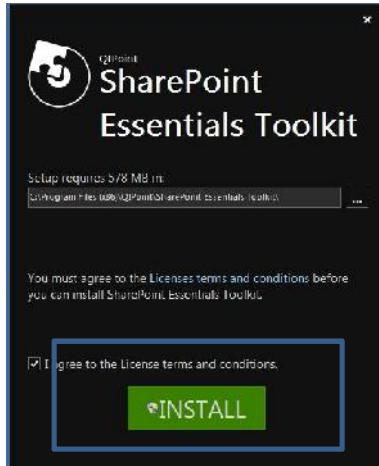 QIPoint
SharePoint
Essentials Toolkit
Setup requires 578 MB in:
C:\Program Files (x86)\QIPoint\SharePoint Essentials Toolkit\
...
You must agree to the Licenses terms and conditions before
you can install SharePoint Essentials Toolkit.
I agree to the License terms and conditions.
INSTALL